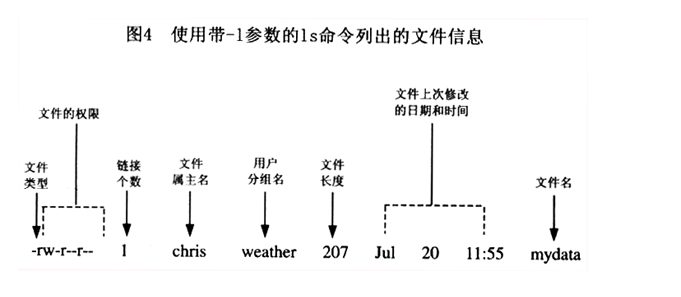 图4 使用带-l参数的ls命令列出的文件信息
文件的权限
文件上次修改
的日期和时间
文件
类型
链接
个数
文件
属主名
用户
分组名
文件
长度
文件名
-rw-r--r-- 1 chris weather 207 Jul 20 11:55 mydata